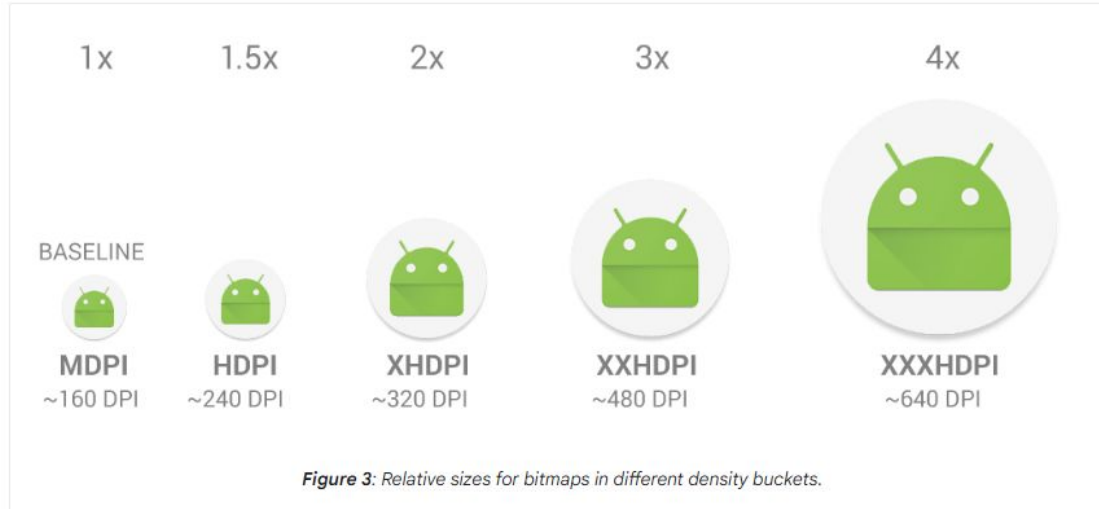 1x 1.5x 2x 3x 4x
BASELINE
MDPI HDPI XHDPI XXHDPI XXXHDPI
~160 DPI ~240 DPI ~320 DPI ~480 DPI ~640 DPI
Figure 3: Relative sizes for bitmaps in different density buckets.